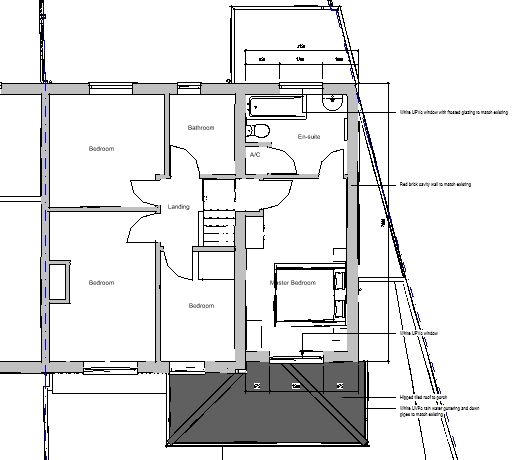 White UPVc window with frosted glazing to match existing
Bathroom
En-suite
Bedroom
A/C
Red brick cavity wall to match existing
Landing
Bedroom
Master Bedroom
Bedroom
White UPVc window
Hipped tiled roof to porch
White UVPc rain water guttering and down
pipes to match existing